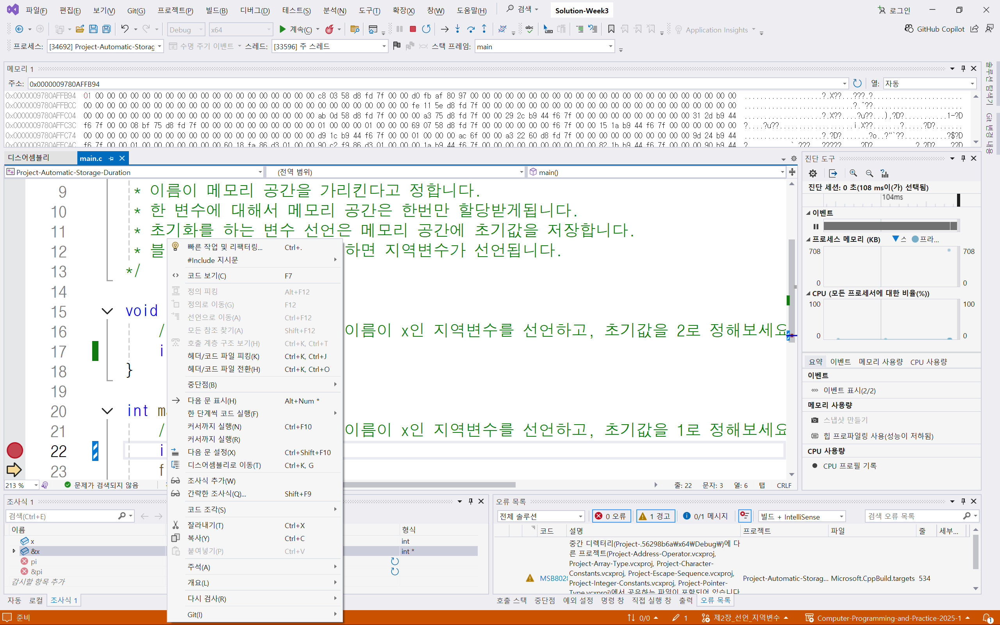 파일(F) 편집(E) 보기(V) Git(G) 프로젝트(P) 빌드(B) 디버그(D) 테스트(S) 분석(N) 도구(T) 확장(X) 창(W) 도움말(H) 검색 Solution-Week3 로그인
Debug x64 계속(C) abc Application Insights GitHub Copilot
프로세스: [34692] Project-Automatic-Storag 수명 주기 이벤트 스레드: [33596] 주 스레드 스택 프레임: main
메모리 1
주소: 0x0000009780AFFB94 열: 자동
0x0000009780AFFB94 01 00 00 00 00 00 00 00 00 00 00 00 00 00 00 00 00 00 00 00 c8 03 58 d8 fd 7f 00 00 d0 fb af 80 97 00 00 00 00 00 00 00 00 00 00 00 00 00 00 00 00 00 00 00 00 00 00 00
0x0000009780AFFBCC 00 00 00 00 00 00 00 00 00 00 00 00 00 00 00 00 00 00 00 00 00 00 00 00 00 00 00 00 fe 11 5e d8 fd 7f 00 00 00 00 00 00 00 00 00 00 00 00 00 00 00 00 00 00 00 00 00 00
0x0000009780AFFC04 00 00 00 00 00 00 00 00 00 00 00 00 00 00 00 00 00 00 00 00 ab 0d 58 d8 fd 7f 00 00 00 a3 75 d8 fd 7f 00 00 29 2c b9 44 f6 7f 00 00 00 00 00 00 00 00 00 00 31 2d b9 44
0x0000009780AFFC3C f6 7f 00 00 08 bf 75 d8 fd 7f 00 00 00 00 00 00 00 00 00 00 01 00 00 00 01 00 00 00 69 07 58 d8 fd 7f 00 00 00 00 00 00 f6 7f 00 00 15 1a b9 44 f6 7f 00 00 00 00 00 00
0x0000009780AFFC74 00 00 00 00 00 00 00 00 00 00 00 00 00 00 00 00 00 00 00 00 d9 1c b9 44 f6 7f 00 00 01 00 00 00 ac 6f 00 00 a3 22 60 d8 fd 7f 00 00 00 00 00 00 00 00 00 00 9d 24 b9 44
0x0000009780AFFCAC f6 7f 00 00 01 00 00 00 00 00 00 00 60 18 fa 86 d3 01 00 00 90 c2 f9 86 d3 01 00 00 1a b9 44 f6 7f 00 00 00 00 00 00 00 00 00 00 82 1b b9 44 f6 7f 00 00 00 00 90 b9 44
솔루션 탐색기
Git 변경 내용
디스어셈블리 main.c
Project-Automatic-Storage-Duration (전역 범위) main()
9 * 이름이 메모리 공간을 가리킨다고 정합니다.
10 * 한 변수에 대해서 메모리 공간은 한번만 할당받게됩니다.
11 * 초기화를 하는 변수 선언은 메모리 공간에 초기값을 저장합니다.
12 * 블 하면 지역변수가 선언됩니다.
13 */
14
15 void
16 / 이름이 x인 지역변수를 선언하고, 초기값을 2로 정해보세요
17 i
18 }
19
20 int m
21 / 이름이 x인 지역변수를 선언하고, 초기값을 1로 정해보세요
22 i
23 f
213 % 문제가 검색되지 않음 줄: 22 문자: 3 열: 6 탭 CRLF
빠른 작업 및 리팩터링... Ctrl+.
#Include 지시문
코드 보기(C) F7
정의 피킹 Alt+F12
정의로 이동(G) F12
선언으로 이동(A) Ctrl+F12
모든 참조 찾기(A) Shift+F12
호출 계층 구조 보기(H) Ctrl+K, Ctrl+T
헤더/코드 파일 피킹(K) Ctrl+K, Ctrl+J
헤더/코드 파일 전환(H) Ctrl+K, Ctrl+O
중단점(B)
다음 문 표시(H) Alt+Num *
한 단계씩 코드 실행(F)
커서까지 실행(N) Ctrl+F10
커서까지 실행(R)
다음 문 설정(X) Ctrl+Shift+F10
디스어셈블리로 이동(T) Ctrl+K, G
조사식 추가(W)
간략한 조사식(Q)... Shift+F9
코드 조각(S)
잘라내기(T) Ctrl+X
복사(Y) Ctrl+C
붙여넣기(P) Ctrl+V
주석(A)
개요(L)
다시 검사(R)
Git(I)
진단 도구
진단 세션: 0 초(108 ms이(가) 선택됨)
104ms
이벤트
프로세스 메모리 (KB) 스 프라...
708 708
0 0
CPU (모든 프로세서에 대한 비율(%))
100 100
0 0
요약 이벤트 메모리 사용량 CPU 사용량
이벤트
이벤트 표시(2/2)
메모리 사용량
스냅샷 만들기
힙 프로파일링 사용(성능이 저하됨)
CPU 사용량
CPU 프로필 기록
조사식 1
검색(Ctrl+E)
이름 형식
x int
&x int *
pi
&pi
감시할 항목 추가
자동 로컬 조사식 1
오류 목록
전체 솔루션 0 오류 1 경고 0/1 메시지 빌드 + IntelliSense 검색 오류 목록
코드 설명 프로젝트 파일 줄 세부...
중간 디렉터리(Project-.56298b6a₩x64₩Debug₩)에 다
른 프로젝트(Project-Address-Operator.vcxproj,
Project-Array-Type.vcxproj, Project-Character-
MSB8028 Constants.vcxproj, Project-Escape-Sequence.vcxproj, Project-Automatic-Storag... Microsoft.CppBuild.targets 534
Project-Integer-Constants.vcxproj, Project-Pointer-
Type.vcxproj)에서 공유하는 파일이 포함되어 있습니다
호출 스택 중단점 예외 설정 명령 창 직접 실행 창 출력 오류 목록
준비 0/0 1 제2장_선언_지역변수 Computer-Programming-and-Practice-2025-1 1